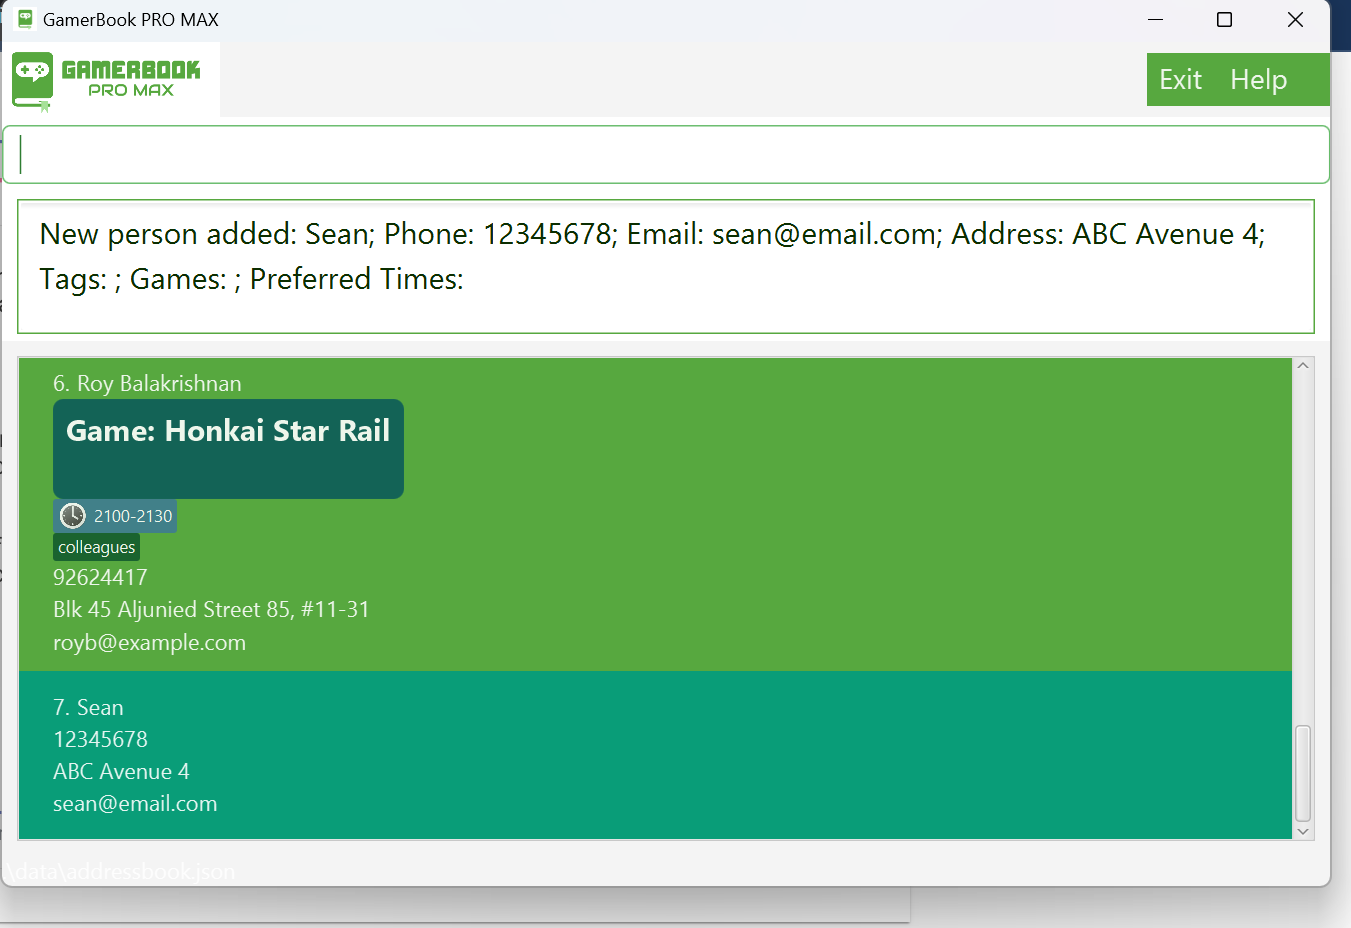 GamerBook PRO MAX
GAMERBOOK
PRO MAX
Exit Help
New person added: Sean; Phone: 12345678; Email: sean@email.com; Address: ABC Avenue 4;
Tags: ; Games: ; Preferred Times:
6. Roy Balakrishnan
Game: Honkai Star Rail
2100-2130
colleagues
92624417
Blk 45 Aljunied Street 85, #11-31
royb@example.com
7. Sean
12345678
ABC Avenue 4
sean@email.com
\data\addressbook.json